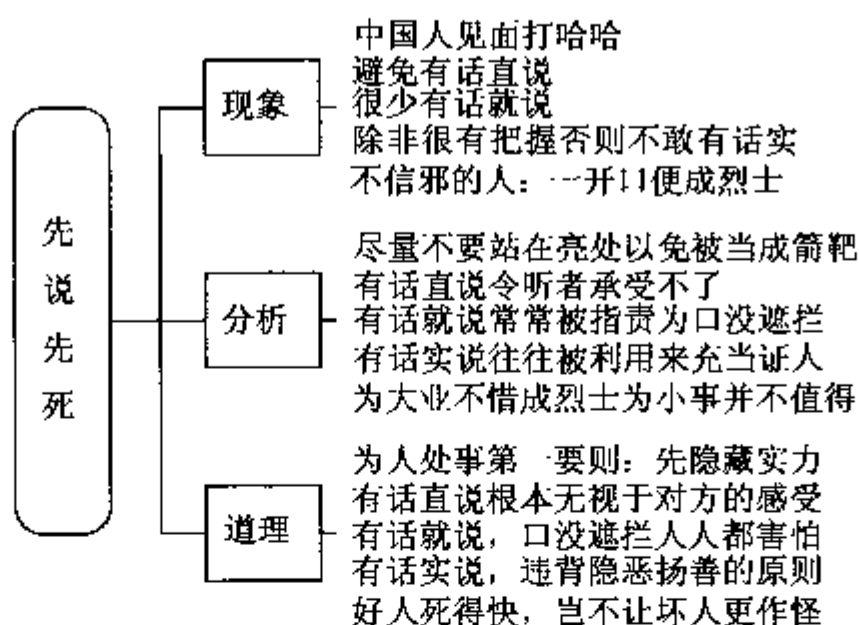 先说先死
现象
中国人见面打哈哈
避免有话直说
很少有话就说
除非很有把握否则不敢有话实
不信邪的人：一开口便成烈士
分析
尽量不要站在亮处以免被当成箭靶
有话直说令听者承受不了
有话就说常常被指责为口没遮拦
有话实说往往被利用来充当证人
为大业不惜成烈士为小事并不值得
道理
为人处事第一要则：先隐藏实力
有话直说根本无视于对方的感受
有话就说，口没遮拦人人都害怕
有话实说，违背隐恶扬善的原则
好人死得快，岂不让坏人更作怪